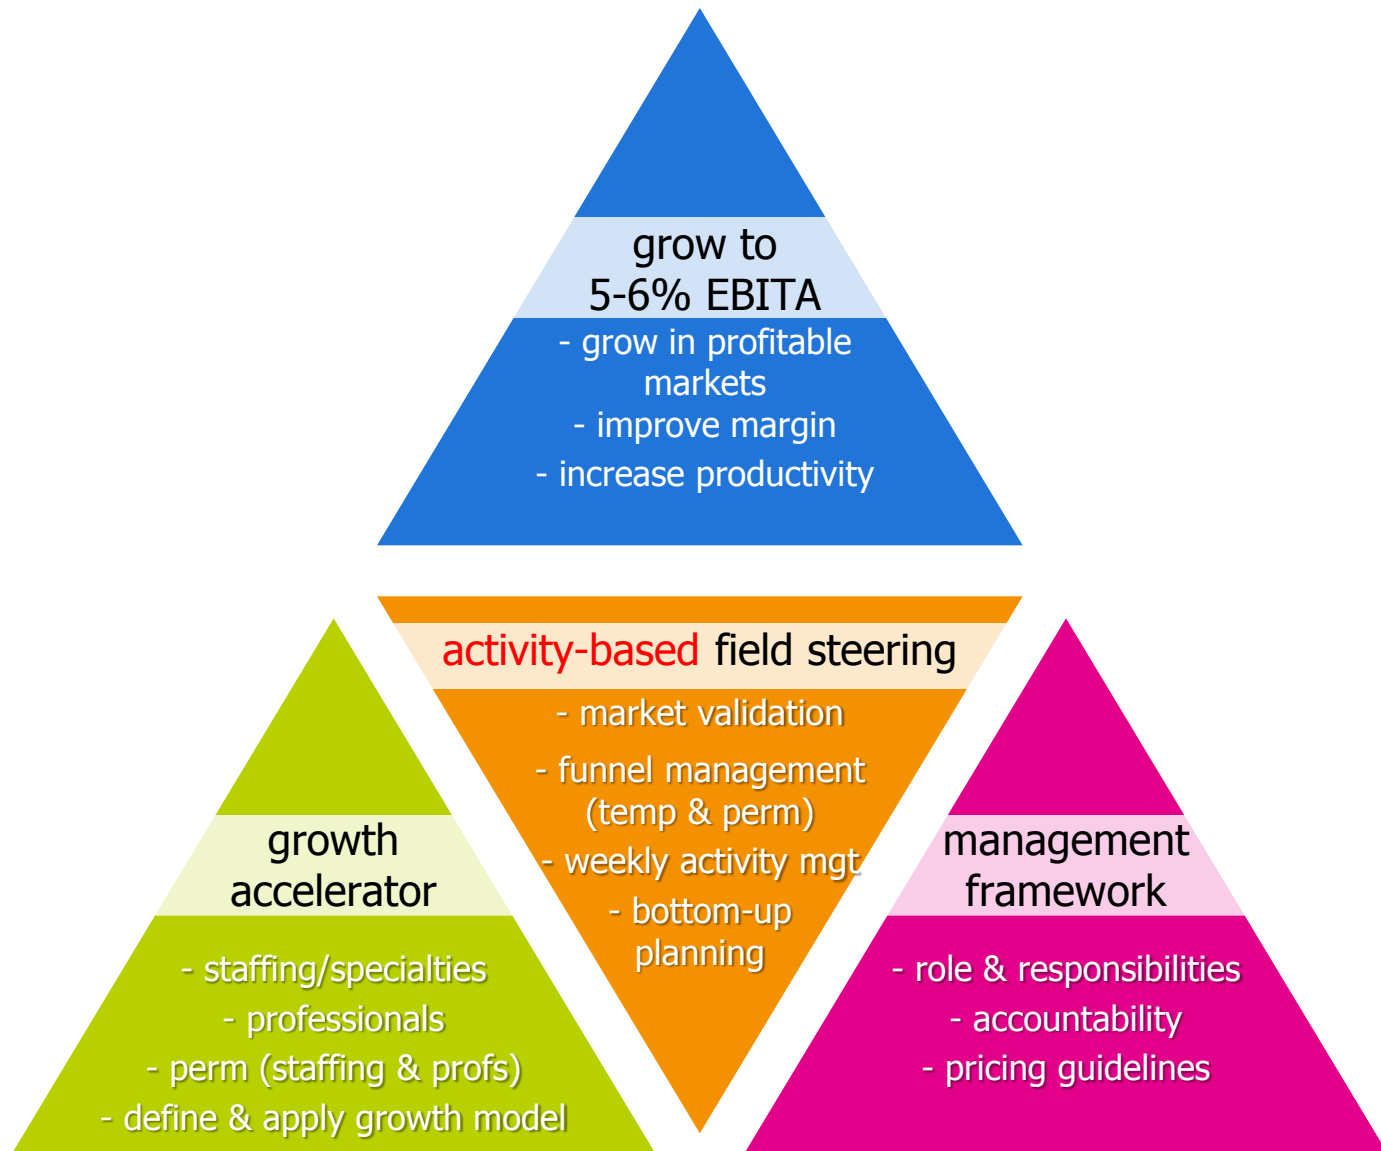 grow to
5-6% EBITA
- grow in profitable
markets
- improve margin
- increase productivity
activity-based field steering
- market validation
- funnel management
(temp & perm)
- weekly activity mgt
- bottom-up
planning
growth
accelerator
- staffing/specialties
- professionals
- perm (staffing & profs)
- define & apply growth model
management
framework
- role & responsibilities
- accountability
- pricing guidelines